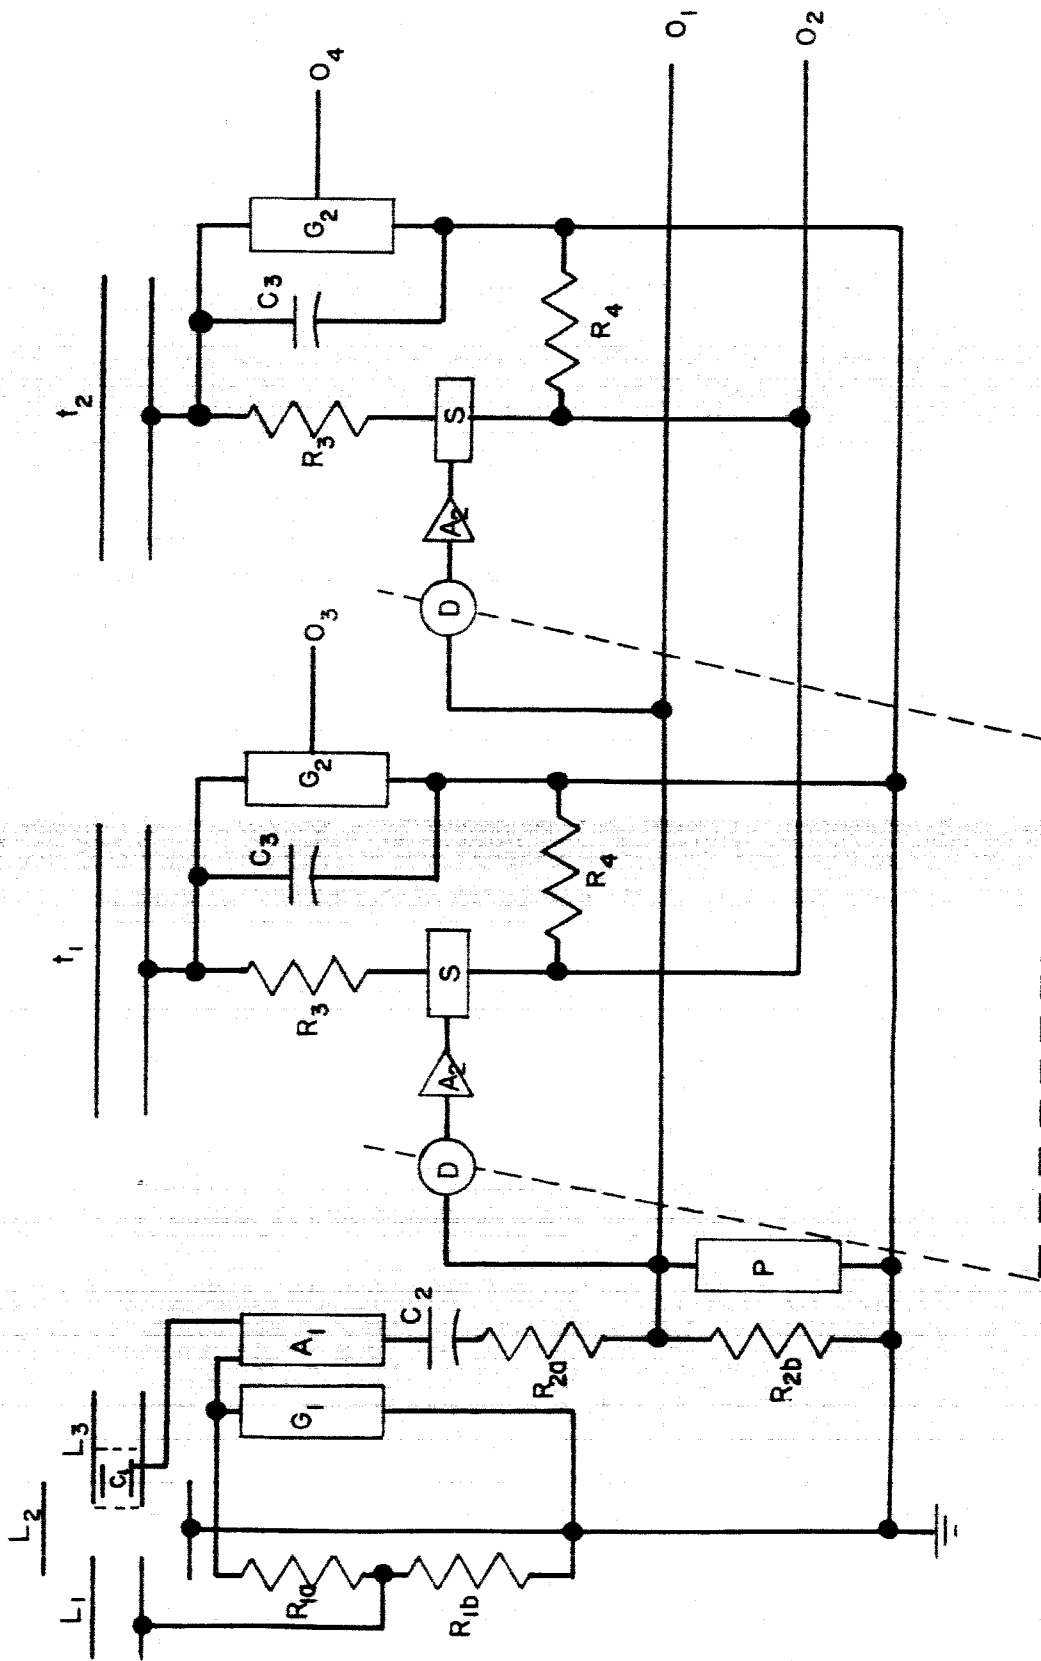 L₁
L₂
L₃
C₁
R₁a
R₁b
G₁
A₁
C₂
R₂a
R₂b
P
t₁
R₃
C₃
G₂
O₃
D
A₂
S
R₄
t₂
R₃
C₃
G₂
O₄
D
A₂
S
R₄
O₁
O₂